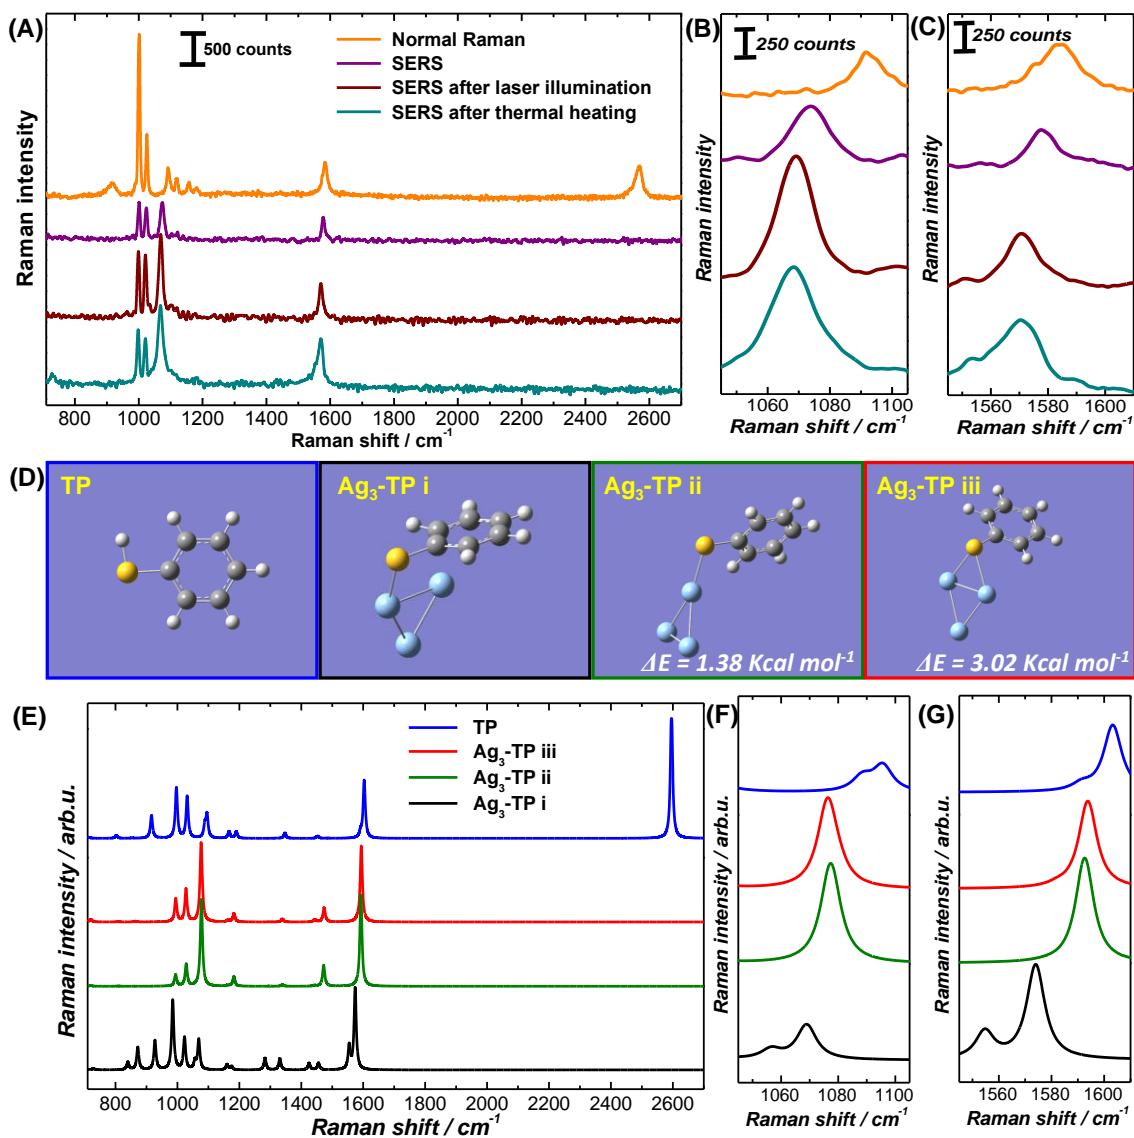 (A)
500 counts
Normal Raman
SERS
SERS after laser illumination
SERS after thermal heating
Raman intensity
800 1000 1200 1400 1600 1800 2000 2200 2400 2600
Raman shift / cm-1
(B)
250 counts
Raman intensity
1060 1080 1100
Raman shift / cm-1
(C)
250 counts
Raman intensity
1560 1580 1600
Raman shift / cm-1
(D)
TP
Ag3-TP i
Ag3-TP ii
ΔE = 1.38 Kcal mol-1
Ag3-TP iii
ΔE = 3.02 Kcal mol-1
(E)
TP
Ag3-TP iii
Ag3-TP ii
Ag3-TP i
Raman intensity / arb.u.
800 1000 1200 1400 1600 1800 2000 2200 2400 2600
Raman shift / cm-1
(F)
Raman intensity / arb.u.
1060 1080 1100
Raman shift / cm-1
(G)
Raman intensity / arb.u.
1560 1580 1600
Raman shift / cm-1